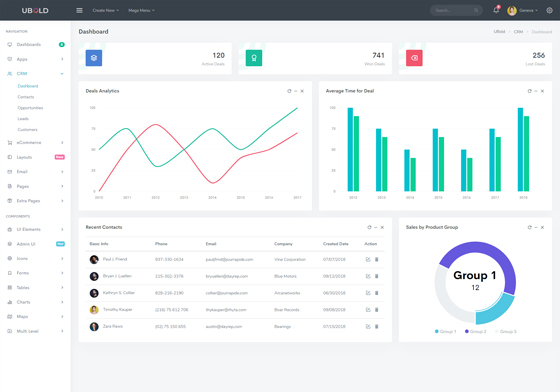 UBOLD
Create New
Mega Menu
Search...
Geneva
NAVIGATION
Dashboards
Apps
CRM
Dashboard
Contacts
Opportunities
Leads
Customers
eCommerce
Layouts
Email
Pages
Extra Pages
COMPONENTS
UI Elements
Admin UI
Icons
Forms
Tables
Charts
Maps
Multi Level
Dashboard
UBold
CRM
Dashboard
120
Active Deals
741
Won Deals
256
Lost Deals
Deals Analytics
100
75
50
25
0
2010 2011 2012 2013 2014 2015 2016 2017
Average Time for Deal
100
75
50
25
0
2012 2013 2014 2015 2016 2017 2018
Recent Contacts
Basic Info Phone Email Company Created Date Action
Paul J. Friend 937-330-1634 pauljfrnd@jourrapide.com Vine Corporation 07/07/2018
Bryan J. Luellen 215-302-3376 bryuellen@dayrep.com Blue Motors 09/12/2018
Kathryn S. Collier 828-216-2190 collier@jourrapide.com Arcanetworks 06/30/2018
Timothy Kauper (216) 75 612 706 thykauper@rhyta.com Boar Records 09/08/2018
Zara Raws (02) 75 150 655 austin@dayrep.com Bearings 07/15/2018
Sales by Product Group
Group 1
12
Group 1 Group 2 Group 3